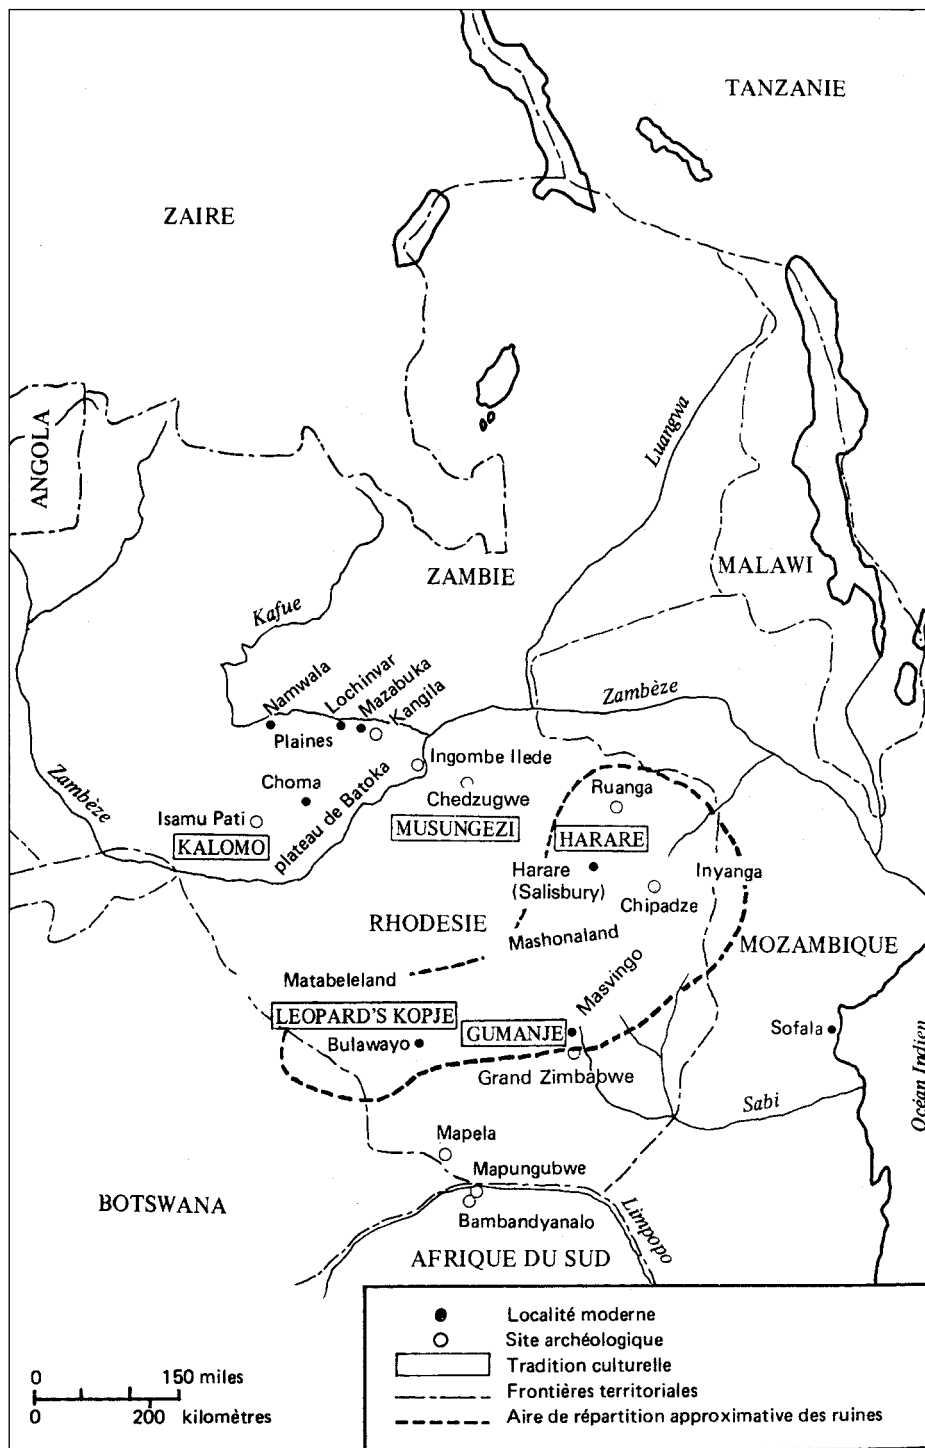 TANZANIE
ZAIRE
ANGOLA
Luangwa
MALAWI
ZAMBIE
Kafue
Namwala
Lochinvar
Mazabuka
Kangila
Plaines
Zambèze
Ingombe Ilede
Choma
Chedzugwe
Ruanga
Zambèze
plateau de Batoka
Isamu Pati
KALOMO
MUSUNGEZI
HARARE
Harare
(Salisbury)
Inyanga
Chipadze
RHODESIE
Mashonaland
MOZAMBIQUE
Matabeleland
Masvingo
LEOPARD'S KOPJE
GUMANJE
Bulawayo
Sofala
Grand Zimbabwe
Océan Indien
Sabi
Mapela
Mapungubwe
BOTSWANA
Bambandyanalo
Limpopo
AFRIQUE DU SUD
Localité moderne
Site archéologique
Tradition culturelle
Frontières territoriales
Aire de répartition approximative des ruines
0 150 miles
0 200 kilomètres